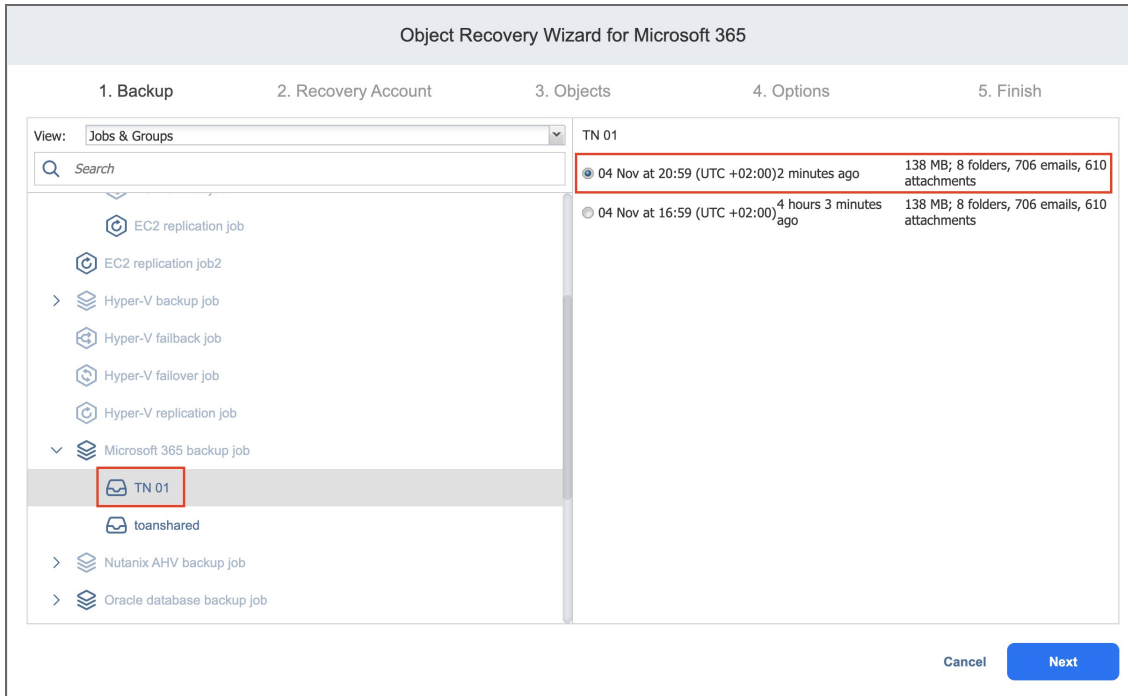 Object Recovery Wizard for Microsoft 365
1. Backup
2. Recovery Account
3. Objects
4. Options
5. Finish
View:
Jobs & Groups
Search
EC2 replication job
EC2 replication job2
Hyper-V backup job
Hyper-V failback job
Hyper-V failover job
Hyper-V replication job
Microsoft 365 backup job
TN 01
toanshared
Nutanix AHV backup job
Oracle database backup job
TN 01
04 Nov at 20:59 (UTC +02:00)
2 minutes ago
138 MB; 8 folders, 706 emails, 610
attachments
04 Nov at 16:59 (UTC +02:00)
4 hours 3 minutes
ago
138 MB; 8 folders, 706 emails, 610
attachments
Cancel
Next